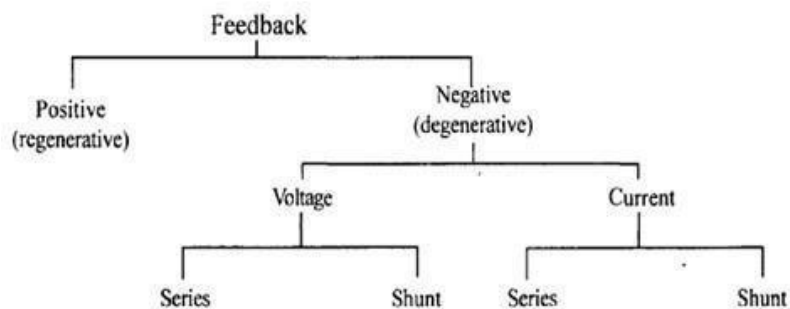 Feedback
Positive
(regenerative)
Negative
(degenerative)
Voltage
Current
Series
Shunt
Series
Shunt